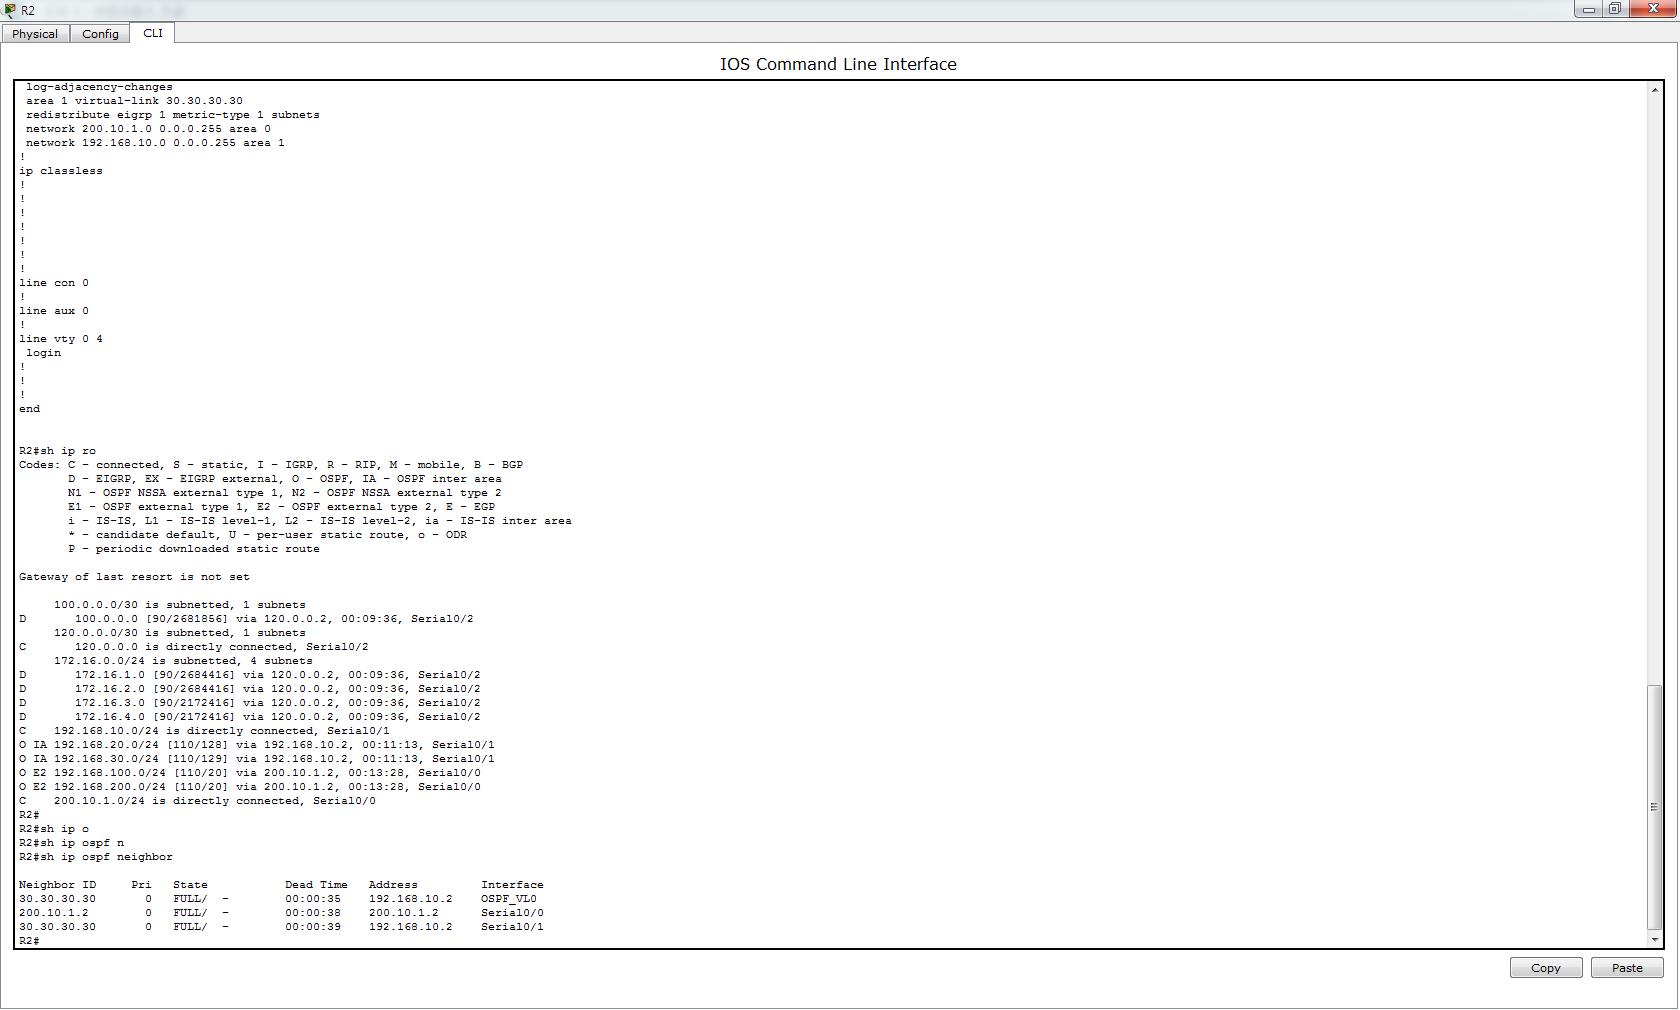 R2
Physical
Config
CLI
IOS Command Line Interface
 log-adjacency-changes
 area 1 virtual-link 30.30.30.30
 redistribute eigrp 1 metric-type 1 subnets
 network 200.10.1.0 0.0.0.255 area 0
 network 192.168.10.0 0.0.0.255 area 1
!
ip classless
!
!
!
!
!
!
!
line con 0
!
line aux 0
!
line vty 0 4
 login
!
!
!
end
R2#sh ip ro
Codes: C - connected, S - static, I - IGRP, R - RIP, M - mobile, B - BGP
       D - EIGRP, EX - EIGRP external, O - OSPF, IA - OSPF inter area
       N1 - OSPF NSSA external type 1, N2 - OSPF NSSA external type 2
       E1 - OSPF external type 1, E2 - OSPF external type 2, E - EGP
       i - IS-IS, L1 - IS-IS level-1, L2 - IS-IS level-2, ia - IS-IS inter area
       * - candidate default, U - per-user static route, o - ODR
       P - periodic downloaded static route
Gateway of last resort is not set
     100.0.0.0/30 is subnetted, 1 subnets
D       100.0.0.0 [90/2681856] via 120.0.0.2, 00:09:36, Serial0/2
     120.0.0.0/30 is subnetted, 1 subnets
C       120.0.0.0 is directly connected, Serial0/2
     172.16.0.0/24 is subnetted, 4 subnets
D       172.16.1.0 [90/2684416] via 120.0.0.2, 00:09:36, Serial0/2
D       172.16.2.0 [90/2684416] via 120.0.0.2, 00:09:36, Serial0/2
D       172.16.3.0 [90/2172416] via 120.0.0.2, 00:09:36, Serial0/2
D       172.16.4.0 [90/2172416] via 120.0.0.2, 00:09:36, Serial0/2
C    192.168.10.0/24 is directly connected, Serial0/1
O IA 192.168.20.0/24 [110/128] via 192.168.10.2, 00:11:13, Serial0/1
O IA 192.168.30.0/24 [110/129] via 192.168.10.2, 00:11:13, Serial0/1
O E2 192.168.100.0/24 [110/20] via 200.10.1.2, 00:13:28, Serial0/0
O E2 192.168.200.0/24 [110/20] via 200.10.1.2, 00:13:28, Serial0/0
C    200.10.1.0/24 is directly connected, Serial0/0
R2#
R2#sh ip o
R2#sh ip ospf n
R2#sh ip ospf neighbor
Neighbor ID     Pri   State           Dead Time   Address         Interface
30.30.30.30       0   FULL/  -        00:00:35    192.168.10.2    OSPF_VL0
200.10.1.2        0   FULL/  -        00:00:38    200.10.1.2      Serial0/0
30.30.30.30       0   FULL/  -        00:00:39    192.168.10.2    Serial0/1
R2#
Copy
Paste